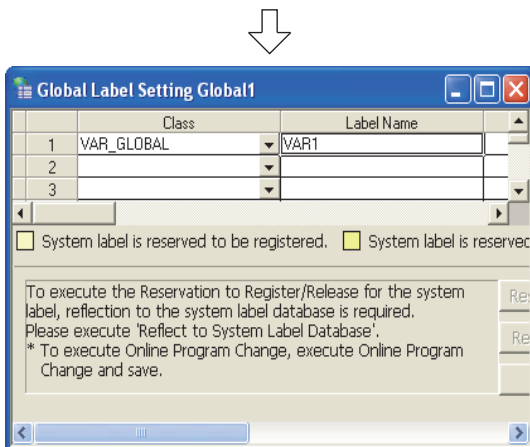 Global Label Setting Global1
Class Label Name
1 VAR_GLOBAL VAR1
2
3
System label is reserved to be registered. System label is reserved
To execute the Reservation to Register/Release for the system
label, reflection to the system label database is required.
Please execute 'Reflect to System Label Database'.
* To execute Online Program Change, execute Online Program
Change and save.
Re